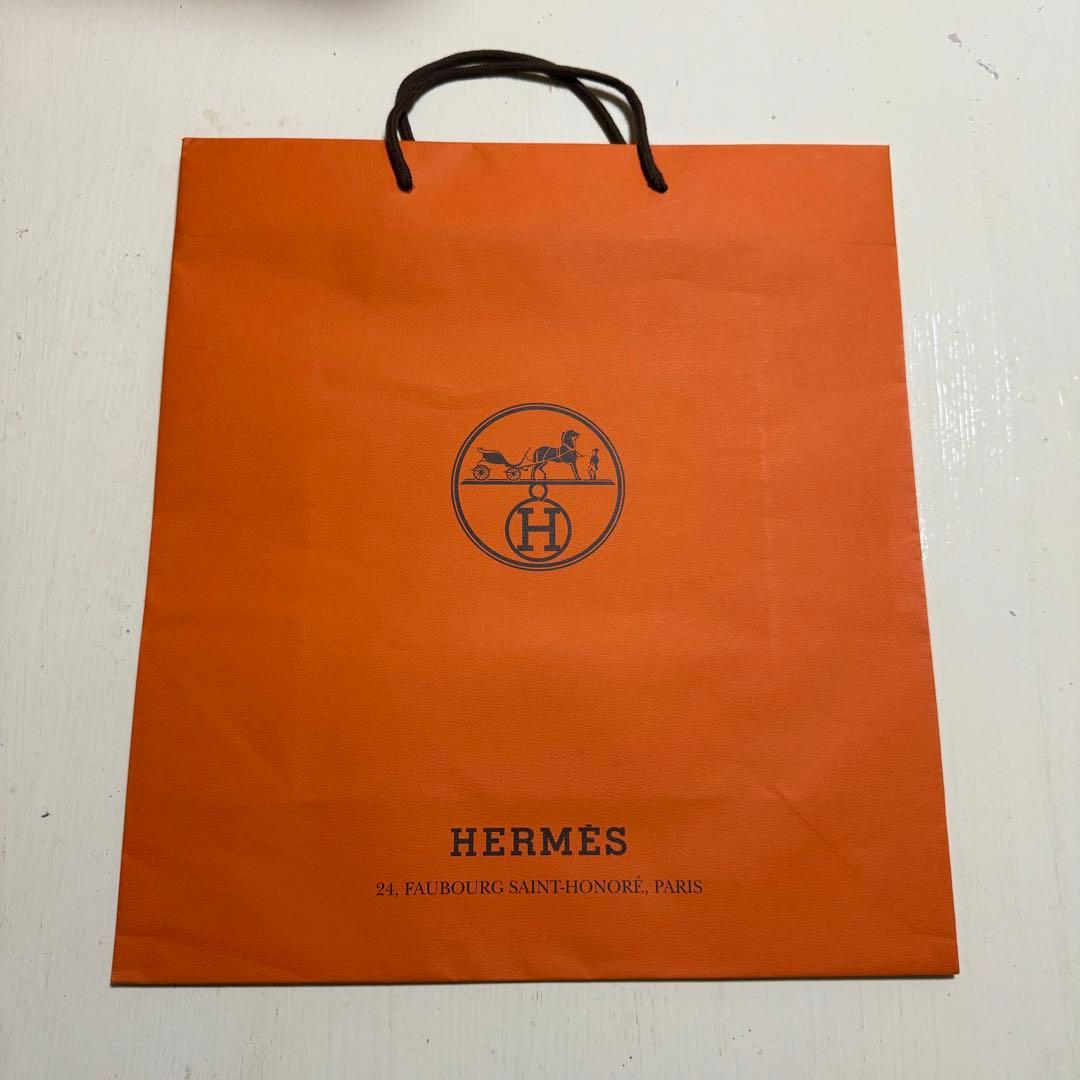 H
HERMÈS
24, FAUBOURG SAINT-HONORÉ, PARIS